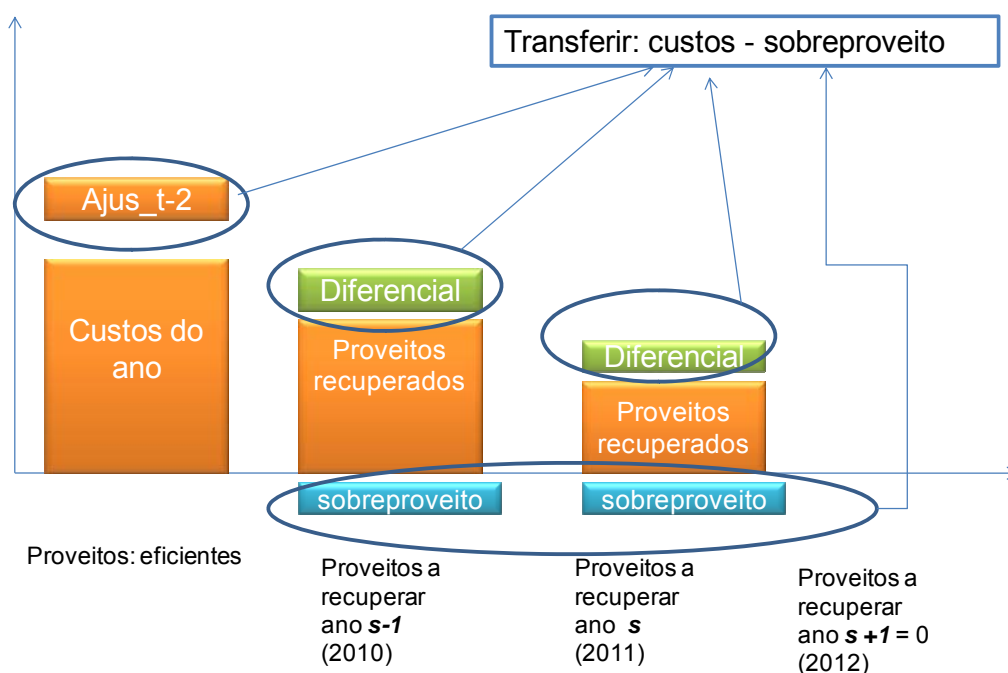 Transferir: custos - sobreproveito
Ajus_t-2
Custos do
ano
Diferencial
Proveitos
recuperados
Diferencial
Proveitos
recuperados
sobreproveito
sobreproveito
Proveitos: eficientes
Proveitos a
recuperar
ano s-1
(2010)
Proveitos a
recuperar
ano s
(2011)
Proveitos a
recuperar
ano s +1 = 0
(2012)